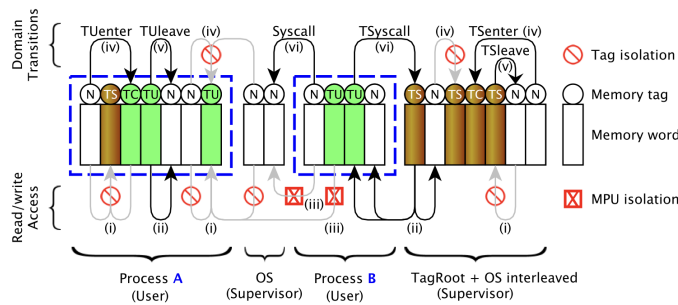 Domain
Transitions
TUenter
(iv)
TUleave
(v)
(iv)
Syscall
(vi)
TSyscall
(vi)
(iv)
TSenter (iv)
TSleave
(v)
Tag isolation
N TS TC TU N N TU N N N TU TU N TS N TS TC TS N N
Memory tag
Memory word
Read/write
Access
(i) (ii) (i) (iii) (iii) (ii) (i)
MPU isolation
Process A
(User)
OS
(Supervisor)
Process B
(User)
TagRoot + OS interleaved
(Supervisor)